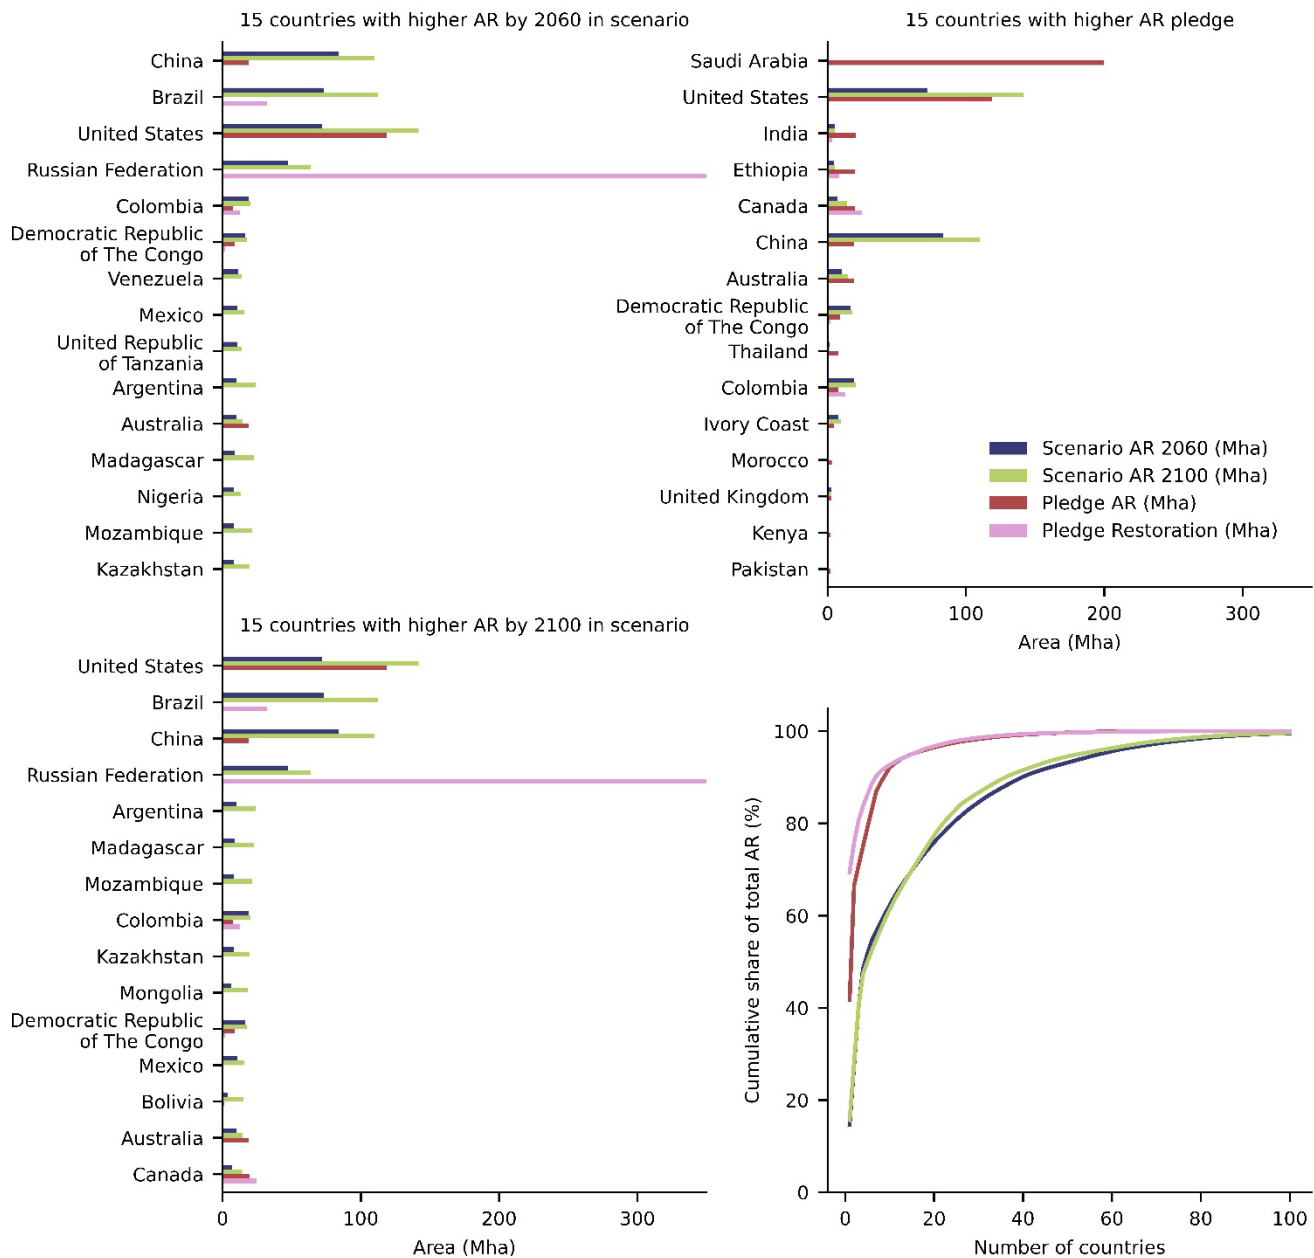 15 countries with higher AR by 2060 in scenario
China
Brazil
United States
Russian Federation
Colombia
Democratic Republic
of The Congo
Venezuela
Mexico
United Republic
of Tanzania
Argentina
Australia
Madagascar
Nigeria
Mozambique
Kazakhstan
15 countries with higher AR pledge
Saudi Arabia
United States
India
Ethiopia
Canada
China
Australia
Democratic Republic
of The Congo
Thailand
Colombia
Ivory Coast
Morocco
United Kingdom
Kenya
Pakistan
Scenario AR 2060 (Mha)
Scenario AR 2100 (Mha)
Pledge AR (Mha)
Pledge Restoration (Mha)
0 100 200 300
Area (Mha)
15 countries with higher AR by 2100 in scenario
United States
Brazil
China
Russian Federation
Argentina
Madagascar
Mozambique
Colombia
Kazakhstan
Mongolia
Democratic Republic
of The Congo
Mexico
Bolivia
Australia
Canada
0 100 200 300
Area (Mha)
Cumulative share of total AR (%)
100
80
60
40
20
0
0 20 40 60 80 100
Number of countries